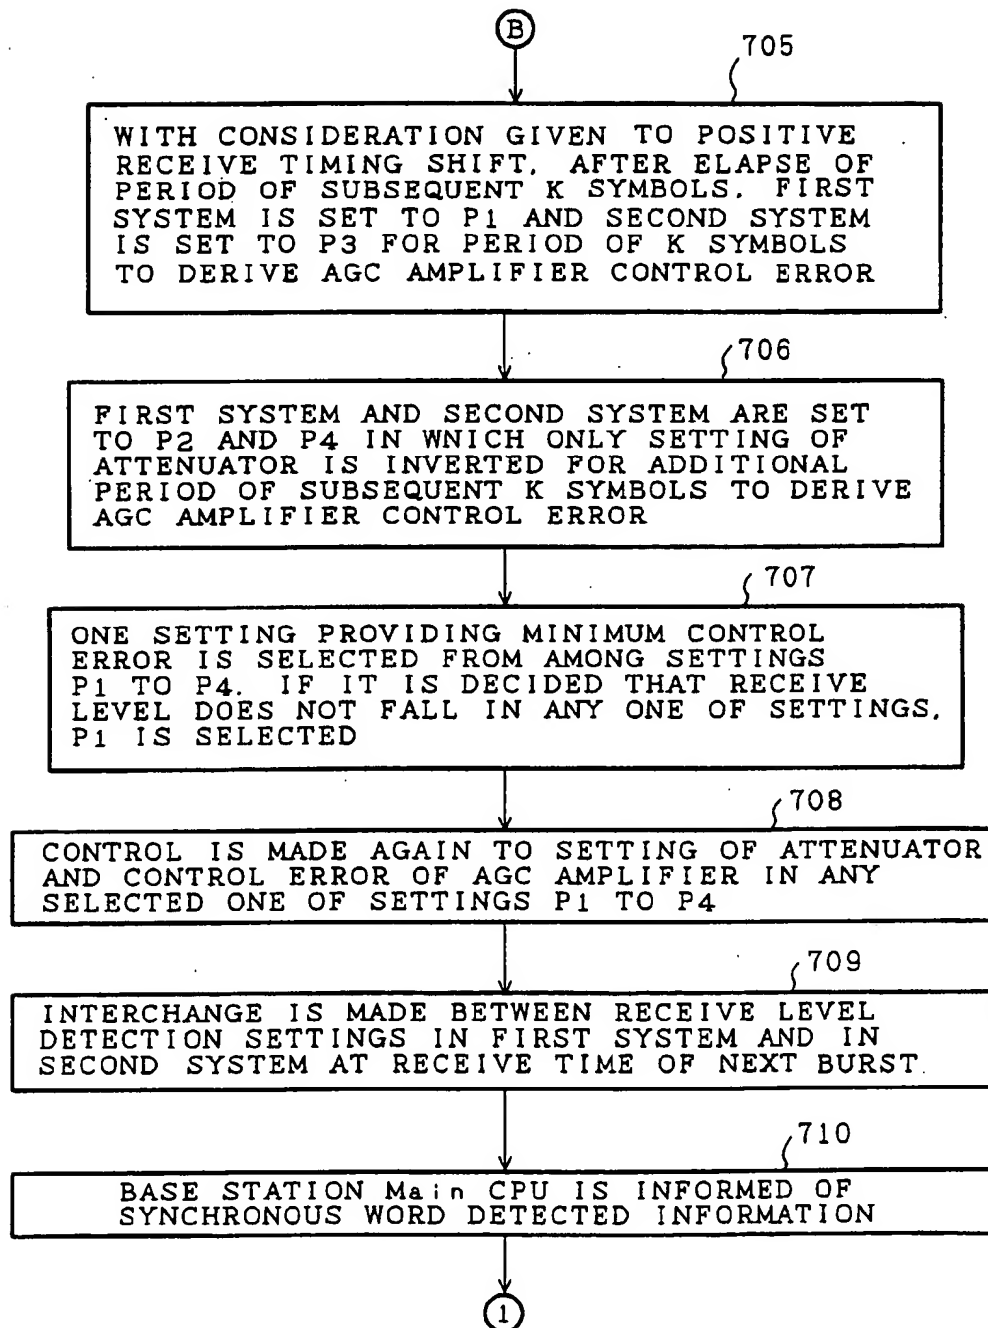 B
705
WITH CONSIDERATION GIVEN TO POSITIVE
RECEIVE TIMING SHIFT. AFTER ELAPSE OF
PERIOD OF SUBSEQUENT K SYMBOLS. FIRST
SYSTEM IS SET TO P1 AND SECOND SYSTEM
IS SET TO P3 FOR PERIOD OF K SYMBOLS
TO DERIVE AGC AMPLIFIER CONTROL ERROR
706
FIRST SYSTEM AND SECOND SYSTEM ARE SET
TO P2 AND P4 IN WNICH ONLY SETTING OF
ATTENUATOR IS INVERTED FOR ADDITIONAL
PERIOD OF SUBSEQUENT K SYMBOLS TO DERIVE
AGC AMPLIFIER CONTROL ERROR
707
ONE SETTING PROVIDING MINIMUM CONTROL
ERROR IS SELECTED FROM AMONG SETTINGS
P1 TO P4. IF IT IS DECIDED THAT RECEIVE
LEVEL DOES NOT FALL IN ANY ONE OF SETTINGS.
P1 IS SELECTED
708
CONTROL IS MADE AGAIN TO SETTING OF ATTENUATOR
AND CONTROL ERROR OF AGC AMPLIFIER IN ANY
SELECTED ONE OF SETTINGS P1 TO P4
709
INTERCHANGE IS MADE BETWEEN RECEIVE LEVEL
DETECTION SETTINGS IN FIRST SYSTEM AND IN
SECOND SYSTEM AT RECEIVE TIME OF NEXT BURST
710
BASE STATION Main CPU IS INFORMED OF
SYNCHRONOUS WORD DETECTED INFORMATION
1